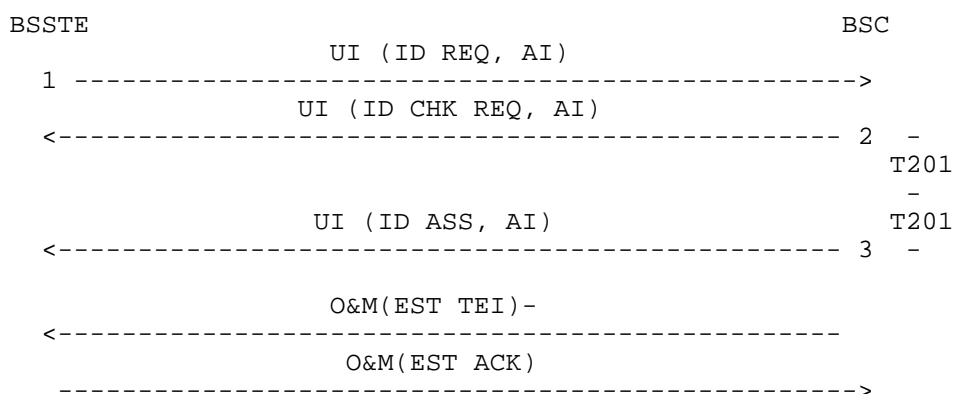 BSSTE BSC
UI (ID REQ, AI)
1 ------------------------------------------------->
UI (ID CHK REQ, AI)
<------------------------------------------------- 2 -
T201
-
UI (ID ASS, AI) T201
<------------------------------------------------- 3 -
O&M(EST TEI)-
<-------------------------------------------------
O&M(EST ACK)
-------------------------------------------------->